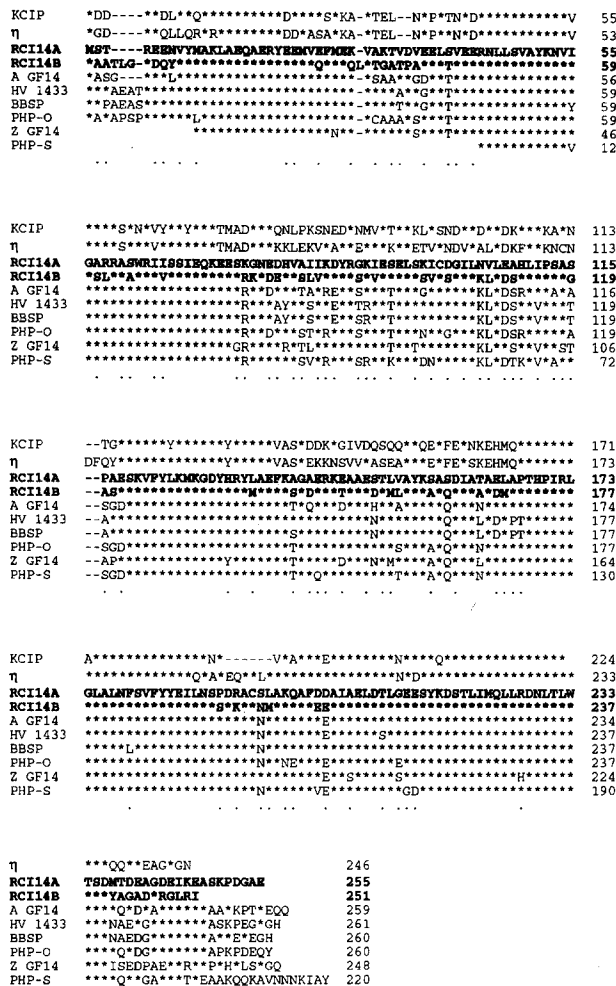 KCIP *DD----**DL**Q*********D****S*KA-*TEL--N*P**TN*D*********V 55
η *GD----*QLLQR*R*******DD*ASA*KA-*TEL--N*P***N***********V 53
RCI14A MST----REENVYMAKLAEQAERYEEMVEFMEK-VAKTVDVEELSVEERNLLSVAYKNVI 55
RCI14B *AATLG-*DQY*************Q***QL*TGATPA***T************* 59
A GF14 *ASG---***L**********************-***SAA**GD**T************* 56
HV 1433 **AEAT****************************-*****A**G**T************* 59
BBSP **PAEAS***************************-*****T**G**T************Y 59
PHP-O *A*APSP******L********************-**CAAA*S***T************* 59
Z GF14 **************N***-********S***T************* 46
PHP-S ***********V 12
KCIP ****S*N*VY**Y***TMAD***QNLPKSNED*NMV*T**KL*SND**D**DK***KA*N 113
η ****S***V****T***TMAD***KKLEKV*A**E***K**ETV*NDV*AL*DKF**KNCN 113
RCI14A GARRASWRIISSIEQKEESKGNEDHVAIIKDYRGKIESELSKICDGILNVLEAHLIPSAS 115
RCI14B *SL**A***V********RK*DE**SLV****S******SV*S***KL*DS********G 119
A GF14 *******************R**D***TA*RE**S**T***G******KL*DSR****A*A 116
HV 1433 *******************R***AY**S**E**TR**T*********KL*DS***V***T 119
BBSP *******************R***AY**S**E**SR**T*********KL*DS***V***T 119
PHP-O *******************R**D***ST*R***S***T**N**G***KL*DSR*****A 119
Z GF14 ******************GR***R*TL******T**T*******KL**S**V**ST 106
PHP-S *******************R*****SV*R***SR**K**DN****KL*DTK**V*A** 72
KCIP --TG************Y******Y*****VAS*DDK*GIVDQSQQ**QE*FE*NKEHMQ******* 171
η DFQY************Y******Y*****VAS*EKKNSVV*ASEA***E*FE*SKEHMQ******* 173
RCI14A --PAESKVFYLKMKGDYHRYLAEFKAGAERKEAAESTLVAYKSASDIATAELAPTHPIRL 173
RCI14B --AS**************M****S*D***T***D*ML***A*Q***A*DM******** 177
A GF14 --SGD*******************T*Q***D***H*A****A*Q***N********** 174
HV 1433 --A******************************N********Q***L*D*PT****** 177
BBSP --A**********************S*******N********Q***L*D*PT****** 177
PHP-O --SGD********************T**********S***A*Q***N********** 177
Z GF14 --AP************Y*******T****D***N*M****A*Q***L********** 164
PHP-S --SGD********************T**Q********T***A*Q***N********** 130
KCIP A*************N*------V*A***E********N****Q************* 224
η ************Q*A*EQ**L*************N*D****************** 233
RCI14A GLALNFSVFYYEILNSPDRACSLAKQAFDDAIAELDTLGEESYKDSTLIMQLLRDNLTLW 233
RCI14B ****************S*K**NM*****EE****************************** 237
A GF14 *********************N*******E****************************** 234
HV 1433 *********************N*************S************************ 237
BBSP *****L***************N************************************** 237
PHP-O *********************N**NE************E********************* 237
Z GF14 *****************************E**S*****S**************H****** 224
PHP-S *********************N******VE*********GD******************* 190
η ***QQ**EAG*GN 246
RCI14A TSDMTDEAGDEIKEASKPDGAE 255
RCI14B ***YAGAD*RGLRI 251
A GF14 ****Q*D*A******AA*KPT*EQQ 259
HV 1433 ***NAE*G*******ASKPEG*GH 261
BBSP ***NAEDG*******A**E*EGH 260
PHP-O ***Q*DG******APKPDEQY 260
Z GF14 ***ISEDPAE**R**P*H*LS*GQ 248
PHP-S ***Q**GA***T*EAAKQQKAVNNNKIAY 220